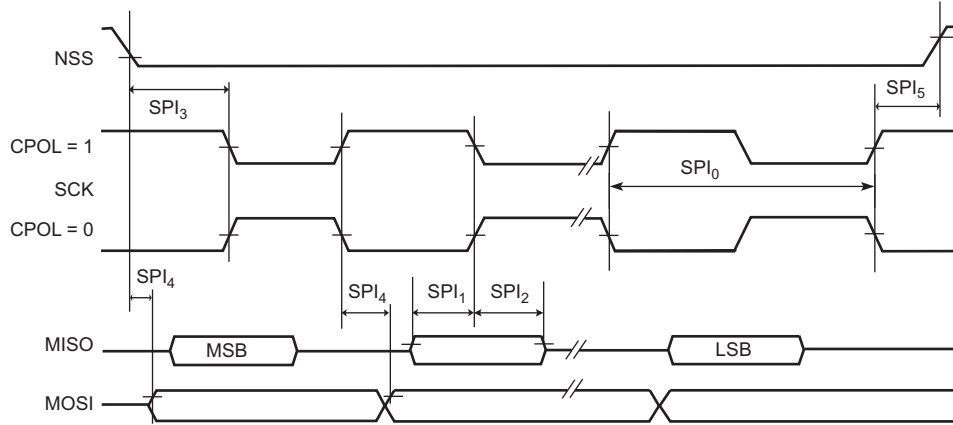 NSS
SPI3
SPI5
CPOL = 1
SPI0
SCK
CPOL = 0
SPI4
SPI4
SPI1
SPI2
MISO
MSB
LSB
MOSI